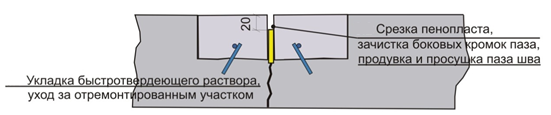 20
Срезка пенопласта,
зачистка боковых кромок паза,
продувка и просушка паза шва
Укладка быстротвердеющего раствора,
уход за отремонтированным участком